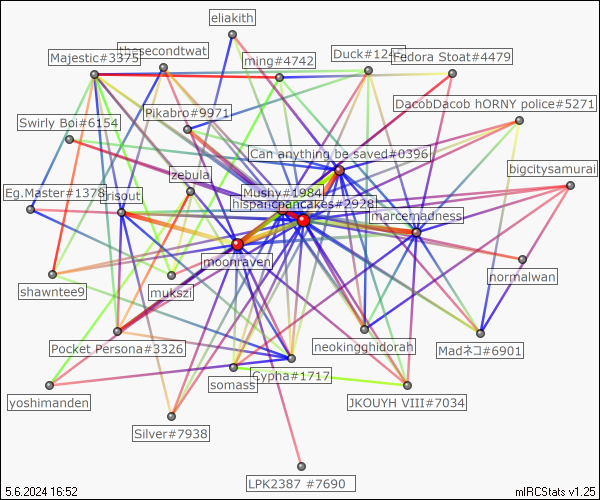 eliakith
Majestic#3375
thesecondtwat
ming#4742
Duck#124
Fedora Stoat#4479
Pikabro#9971
DacobDacob hORNY police#5271
Swirly Boi#6154
Can anything be saved#0396
bigcitysamurai
zebula
Eg.Master#1378
grisout
Mushy#1984
hispanicpancakes#2928
marcemadness
moonraven
normalwan
shawntee9
mukszi
Pocket Persona#3326
neokingghidorah
Madネコ#6901
somass
Cypha#1717
yoshimanden
JKOUYH VIII#7034
Silver#7938
LPK2387 #7690
5.6.2024 16:52
mIRCStats v1.25